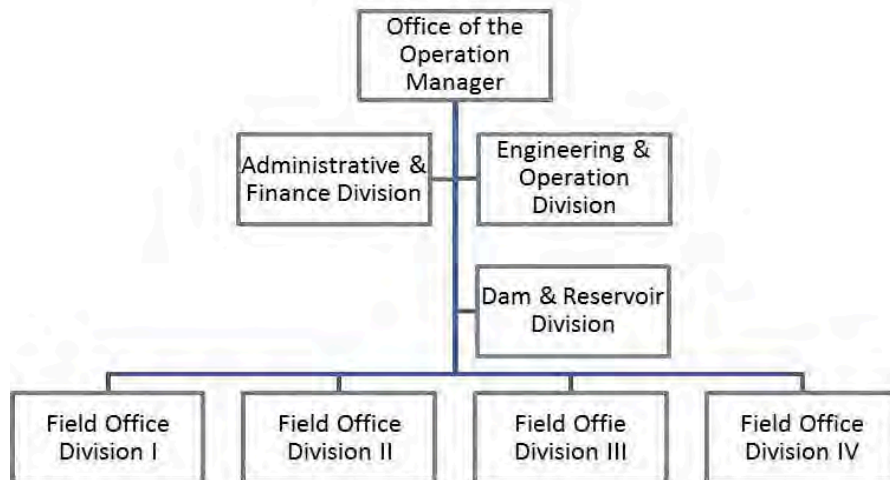 Office of the
Operation
Manager
Administrative &
Finance Division
Engineering &
Operation
Division
Dam & Reservoir
Division
Field Office
Division I
Field Office
Division II
Field Offie
Division III
Field Office
Division IV